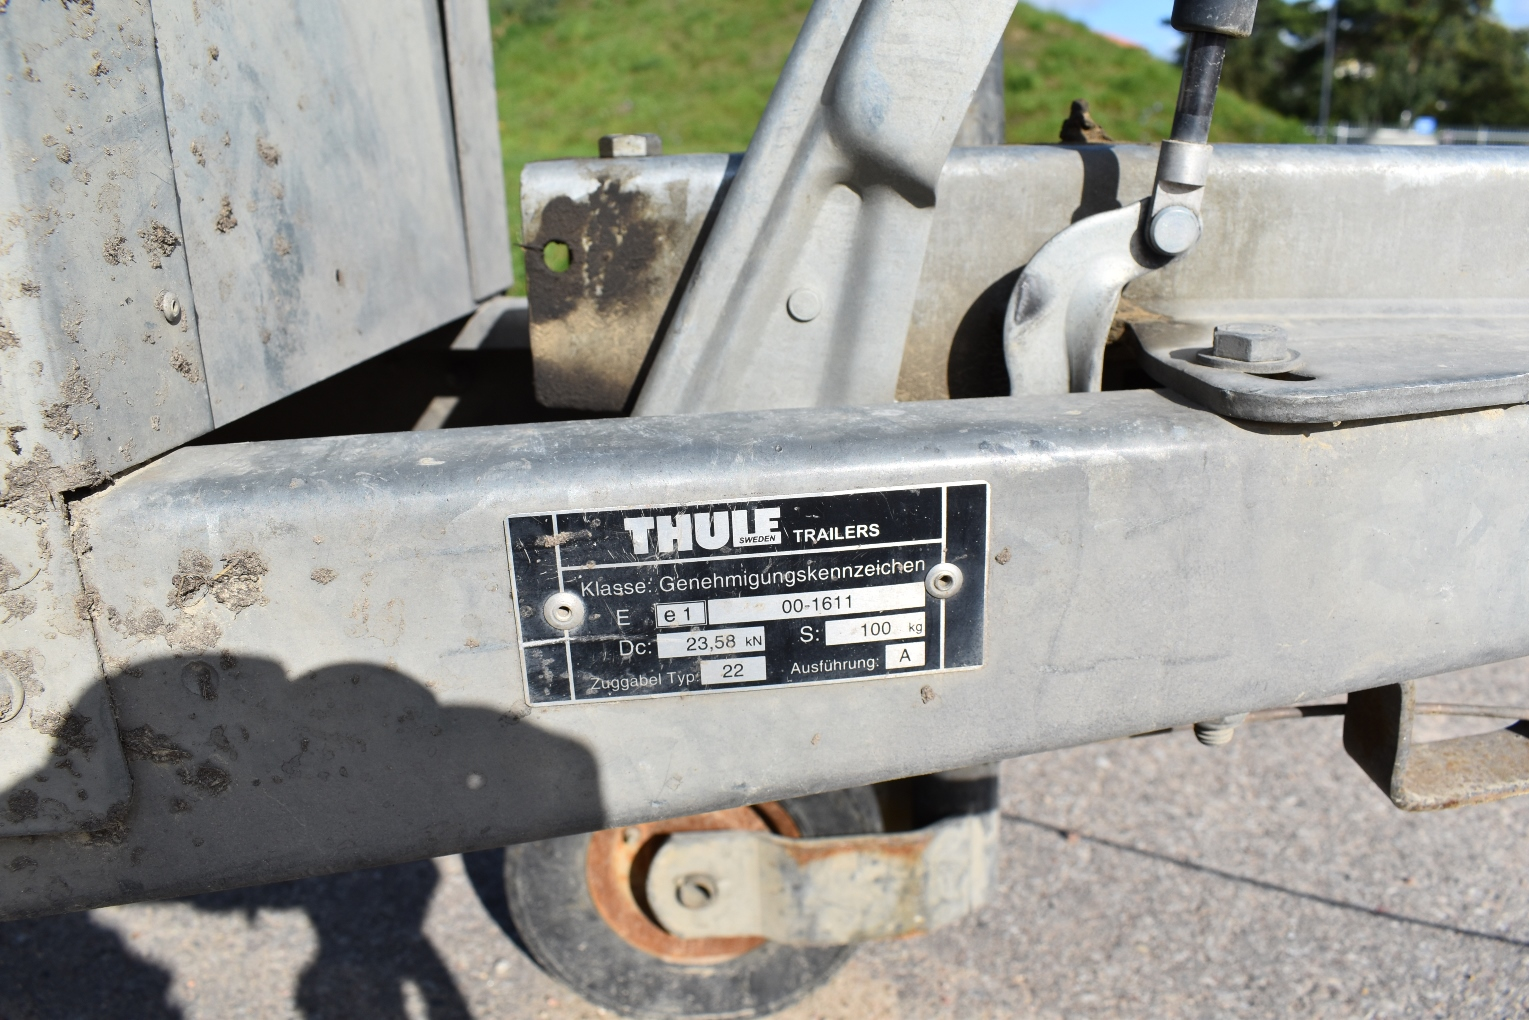 THULE SWEDEN TRAILERS
Klasse: Genehmigungskennzeichen
E e1 00-1611
Dc: 23,58 kN S: 100 kg
Zuggabel Typ: 22 Ausführung: A